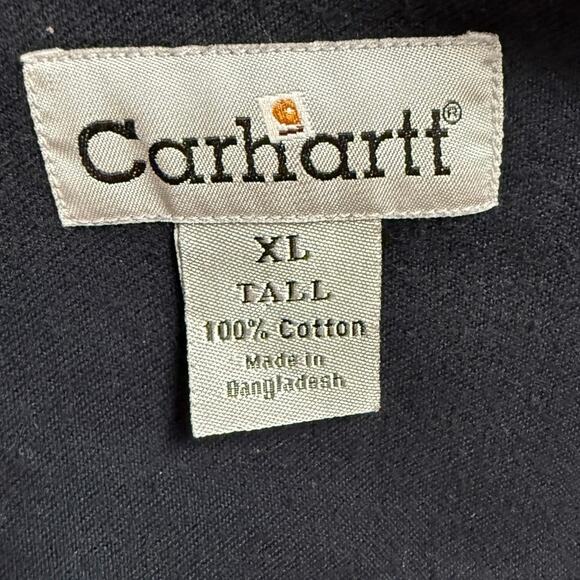 Carhartt®
XL
TALL
100% Cotton
Made in
Bangladesh